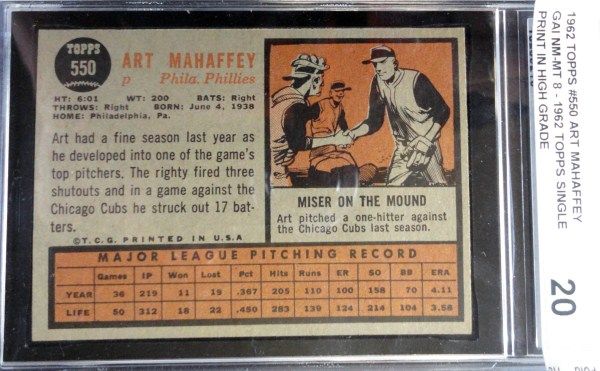 TOPPS
550
ART MAHAFFEY
p Phila. Phillies
HT: 6:01 WT: 200 BATS: Right
THROWS: Right BORN: June 4, 1938
HOME: Philadelphia, Pa.
Art had a fine season last year as
he developed into one of the game's
top pitchers. The righty fired three
shutouts and in a game against the
Chicago Cubs he struck out 17 bat-
ters.
©T.C.G. PRINTED IN U.S.A
MISER ON THE MOUND
Art pitched a one-hitter against
the Chicago Cubs last season.
MAJOR LEAGUE PITCHING RECORD
Games IP Won Lost Pct. Hits Runs ER SO BB ERA
YEAR 36 219 11 19 .367 205 110 100 158 70 4.11
LIFE 50 312 18 22 .450 283 139 124 214 104 3.58
1962 TOPPS #550 ART MAHAFFEY
GAI NM-MT 8 - 1962 TOPPS SINGLE
PRINT IN HIGH GRADE
20